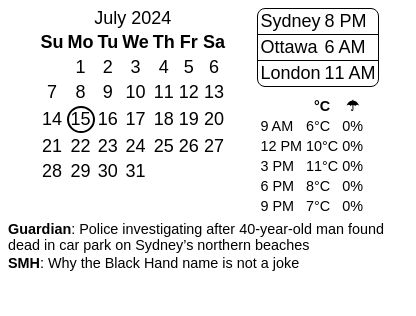 July 2024
Su Mo Tu We Th Fr Sa
1 2 3 4 5 6
7 8 9 10 11 12 13
14 15 16 17 18 19 20
21 22 23 24 25 26 27
28 29 30 31
Sydney 8 PM
Ottawa 6 AM
London 11 AM
°C ☂
9 AM 6°C 0%
12 PM 10°C 0%
3 PM 11°C 0%
6 PM 8°C 0%
9 PM 7°C 0%
Guardian: Police investigating after 40-year-old man found
dead in car park on Sydney’s northern beaches
SMH: Why the Black Hand name is not a joke